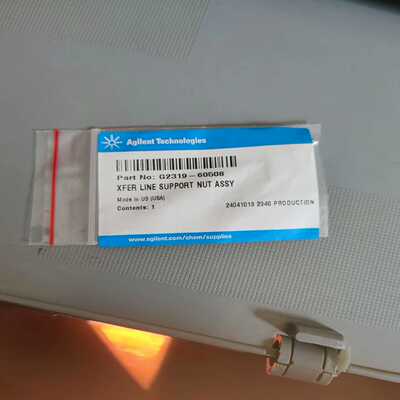 Agilent Technologies
Part No: G2319-60508
XFER LINE SUPPORT NUT ASSY
Made in US (USA)
Contents: 1
24041013 2340 PRODUCTION
www.agilent.com/chem/supplies